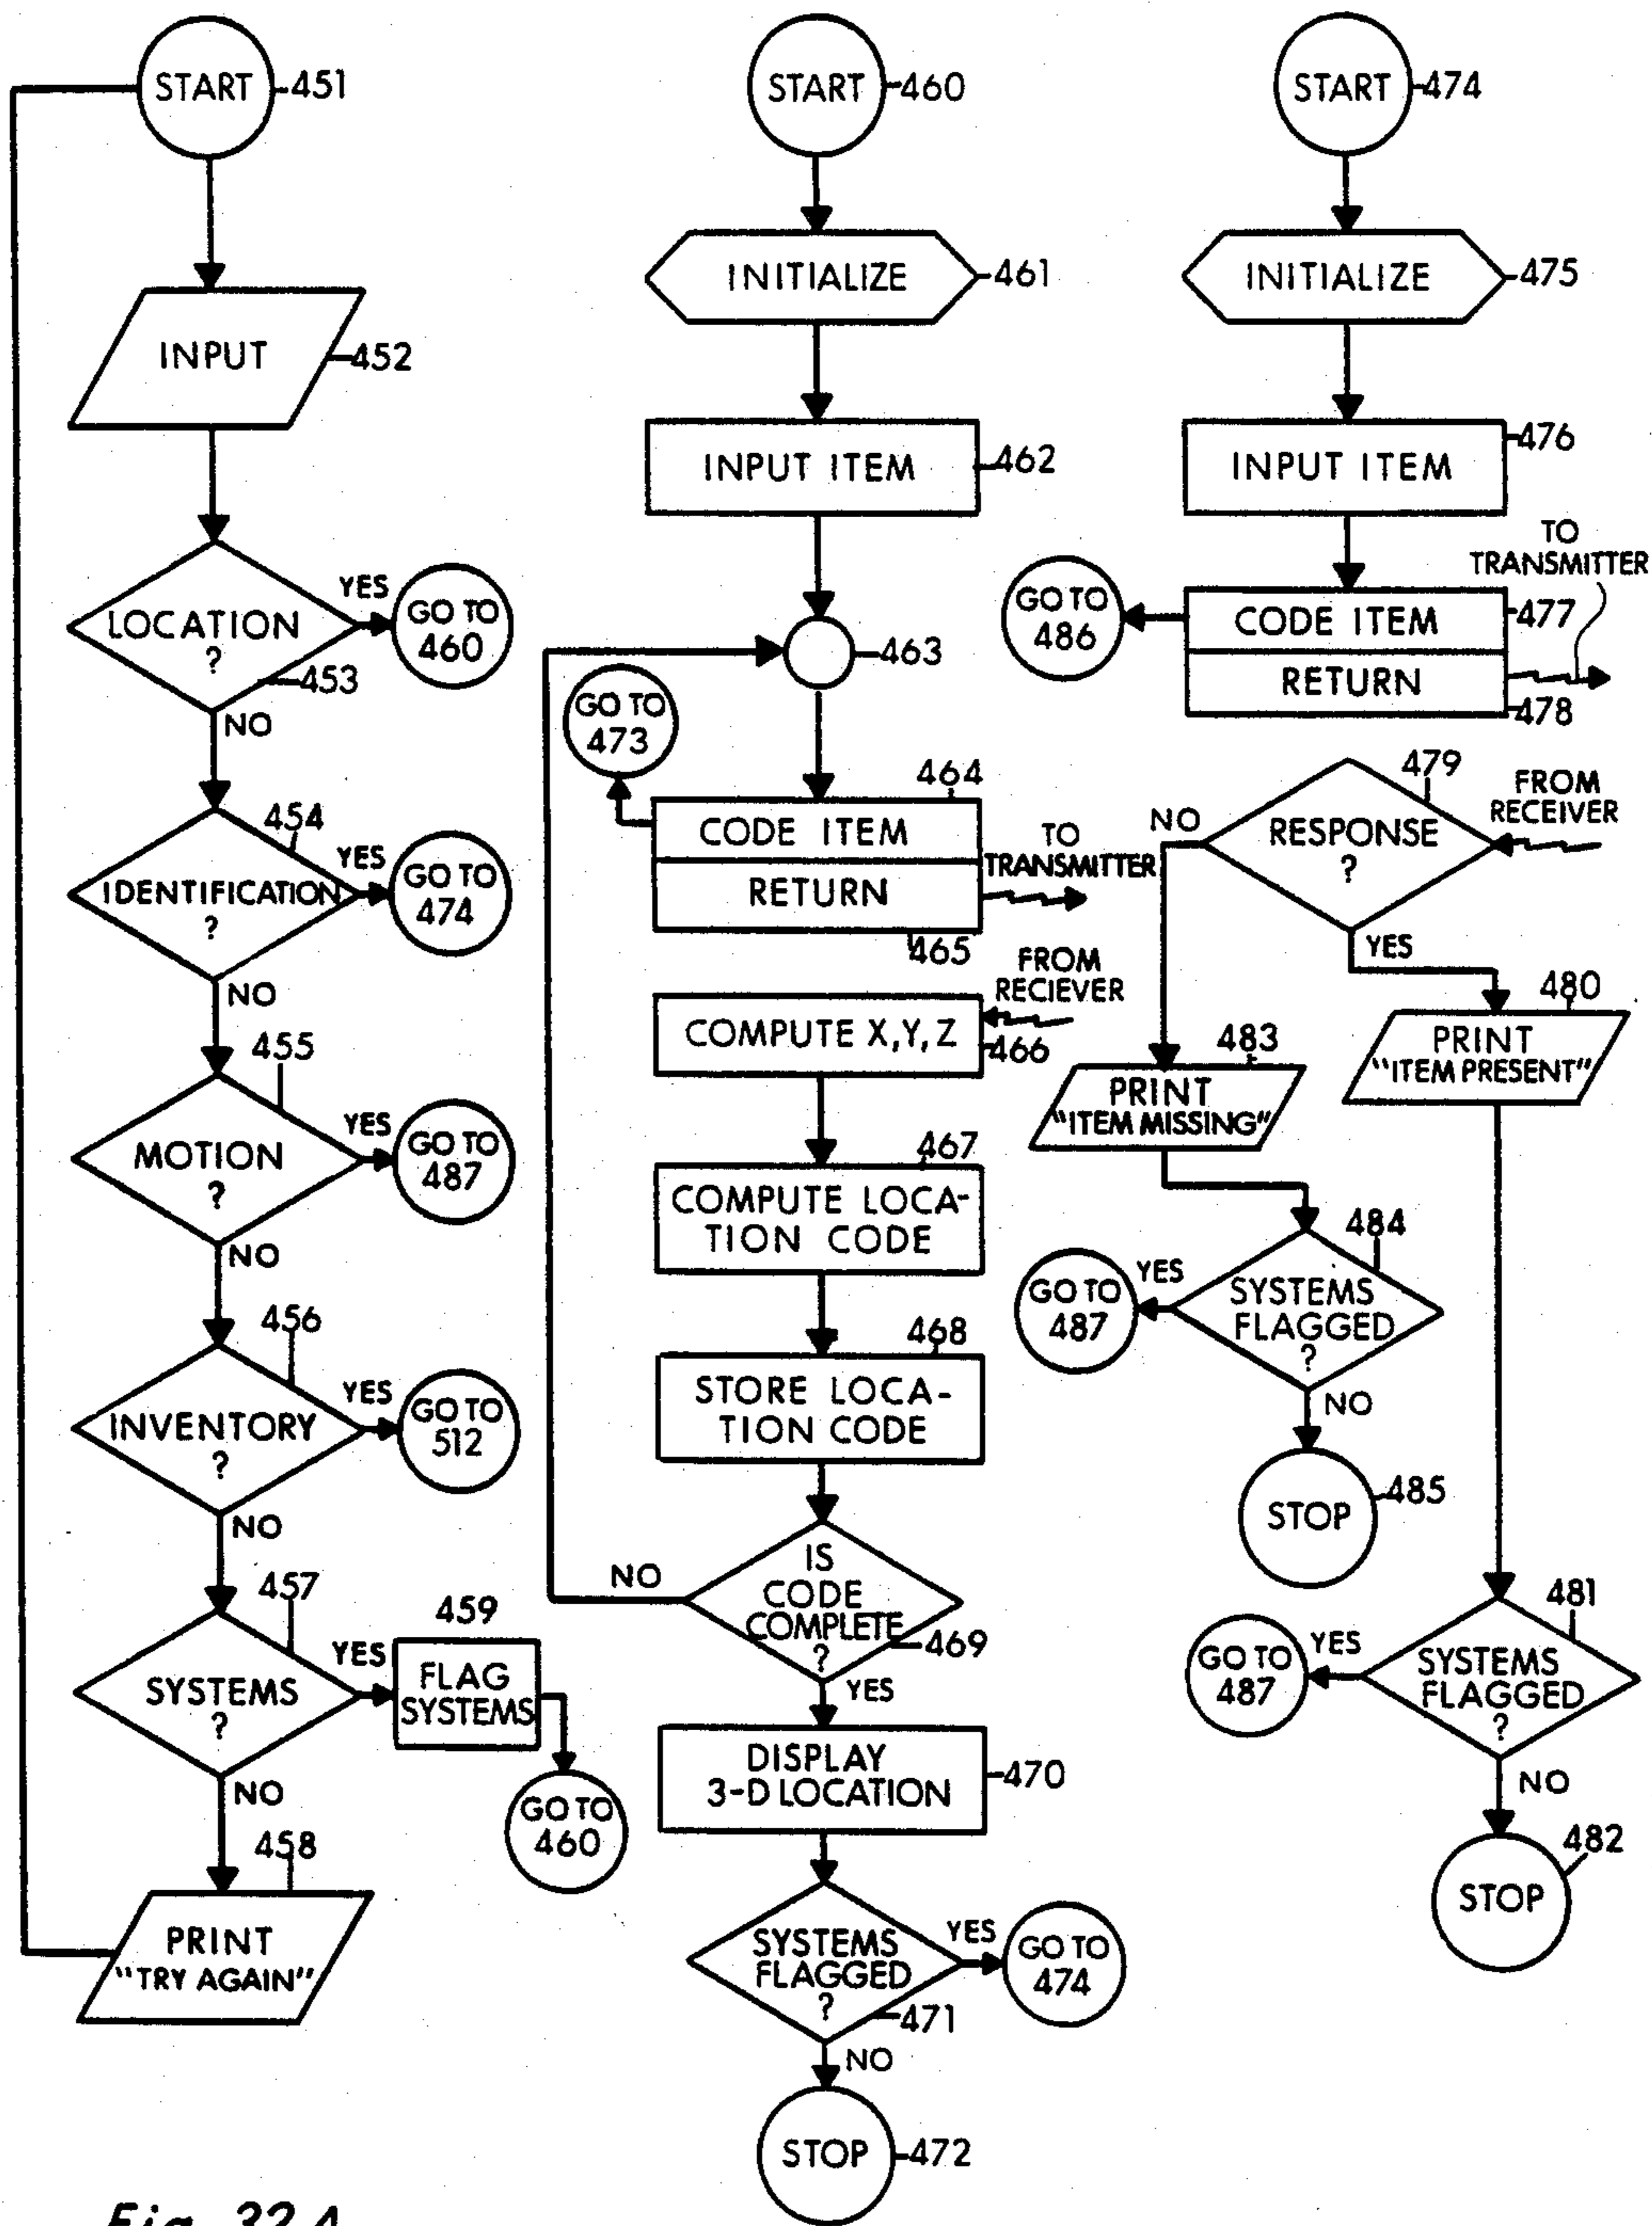 START
451
INPUT
452
LOCATION
?
453
YES
GO TO
460
NO
454
IDENTIFICATION
?
YES
GO TO
474
NO
455
MOTION
?
YES
GO TO
487
NO
456
INVENTORY
?
YES
GO TO
512
NO
457
SYSTEMS
?
YES
459
FLAG
SYSTEMS
GO TO
460
NO
458
PRINT
"TRY AGAIN"
START
460
INITIALIZE
461
INPUT ITEM
462
463
GO TO
473
464
CODE ITEM
RETURN
465
TO
TRANSMITTER
FROM
RECIEVER
COMPUTE X,Y,Z
466
467
COMPUTE LOCA-
TION CODE
468
STORE LOCA-
TION CODE
IS
CODE
COMPLETE
?
469
NO
YES
DISPLAY
3-D LOCATION
470
SYSTEMS
FLAGGED
?
471
YES
GO TO
474
NO
STOP
472
START
474
INITIALIZE
475
INPUT ITEM
476
TO
TRANSMITTER
GO TO
486
CODE ITEM
477
RETURN
478
479
FROM
RECEIVER
RESPONSE
?
NO
YES
480
PRINT
"ITEM PRESENT"
483
PRINT
"ITEM MISSING"
484
SYSTEMS
FLAGGED
?
YES
GO TO
487
NO
STOP
485
481
SYSTEMS
FLAGGED
?
YES
GO TO
487
NO
482
STOP
Fig. 32A